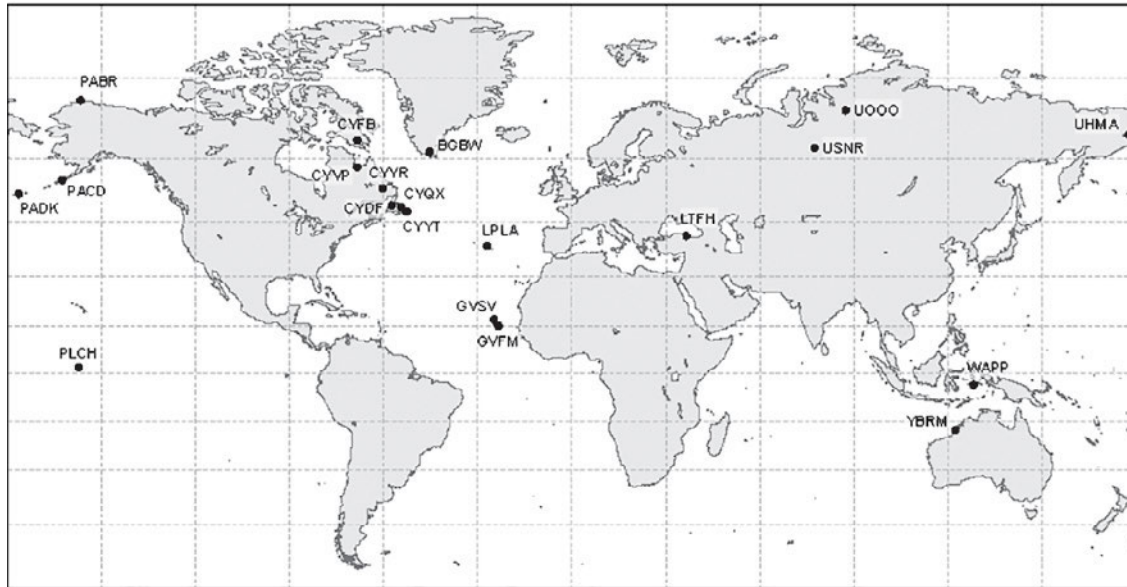 PABR
CYFB
BGBW
UOOO
UHMA
USNR
CYVP
CYYR
PACD
PADK
CYQX
CYDF
CYYT
LPLA
LTFH
GVSV
GVFM
PLCH
WAPP
YBRM